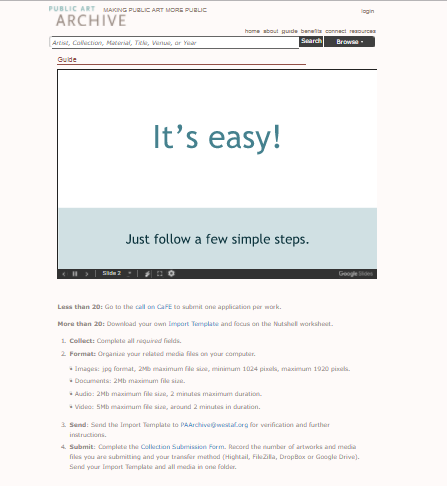 PUBLIC ART MAKING PUBLIC ART MORE PUBLIC login
ARCHIVE
home about guide benefits connect resources
Artist, Collection, Material, Title, Venue, or Year Search Browse
Guide
It's easy!
Just follow a few simple steps.
Slide 2 Google Slides
Less than 20: Go to the call on CaFE to submit one application per work.
More than 20: Download your own Import Template and focus on the Nutshell worksheet.
1. Collect: Complete all required fields.
2. Format: Organize your related media files on your computer.
Images: jpg format, 2Mb maximum file size, minimum 1024 pixels, maximum 1920 pixels.
Documents: 2Mb maximum file size.
Audio: 2Mb maximum file size, 2 minutes maximum duration.
Video: 5Mb maximum file size, around 2 minutes in duration.
3. Send: Send the Import Template to PAArchive@westaf.org for verification and further
instructions.
4. Submit: Complete the Collection Submission Form. Record the number of artworks and media
files you are submitting and your transfer method (Hightail, FileZilla, DropBox or Google Drive).
Send your Import Template and all media in one folder.